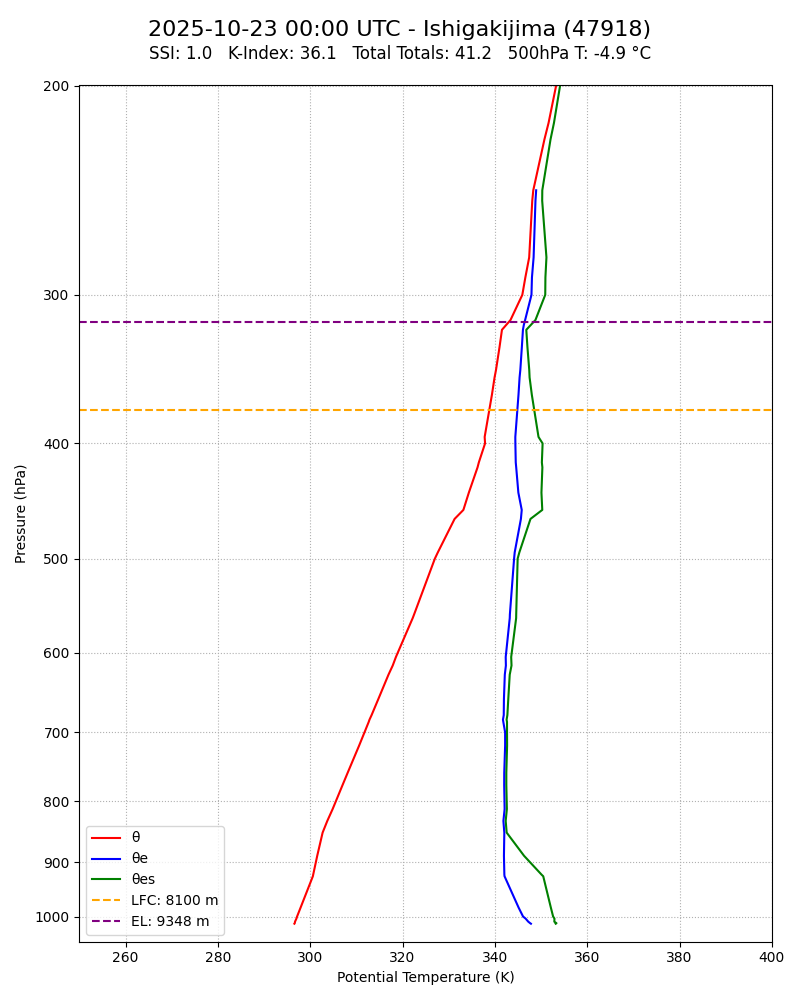 2025-10-23 00:00 UTC - Ishigakijima (47918)
SSI: 1.0   K-Index: 36.1   Total Totals: 41.2   500hPa T: -4.9 °C
200
300
400
500
600
700
800
900
1000
Pressure (hPa)
θ
θe
θes
LFC: 8100 m
EL: 9348 m
260 280 300 320 340 360 380 400
Potential Temperature (K)